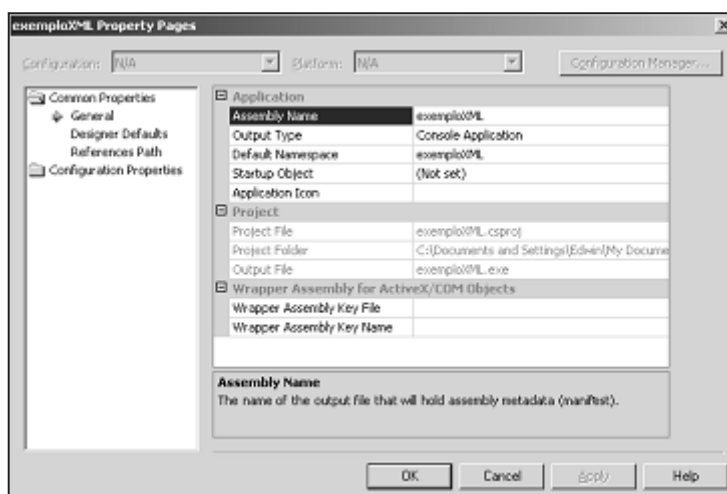 exemploXML Property Pages
Configuration: N/A Platform: N/A Configuration Manager...
Common Properties
General
Designer Defaults
References Path
Configuration Properties
Application
Assembly Name exemploXML
Output Type Console Application
Default Namespace exemploXML
Startup Object (Not set)
Application Icon
Project
Project File exemploXML.csproj
Project Folder C:\Documents and Settings\Edwin\My Docume
Output File exemploXML.exe
Wrapper Assembly for ActiveX/COM Objects
Wrapper Assembly Key File
Wrapper Assembly Key Name
Assembly Name
The name of the output file that will hold assembly metadata (manifest).
OK Cancel Apply Help